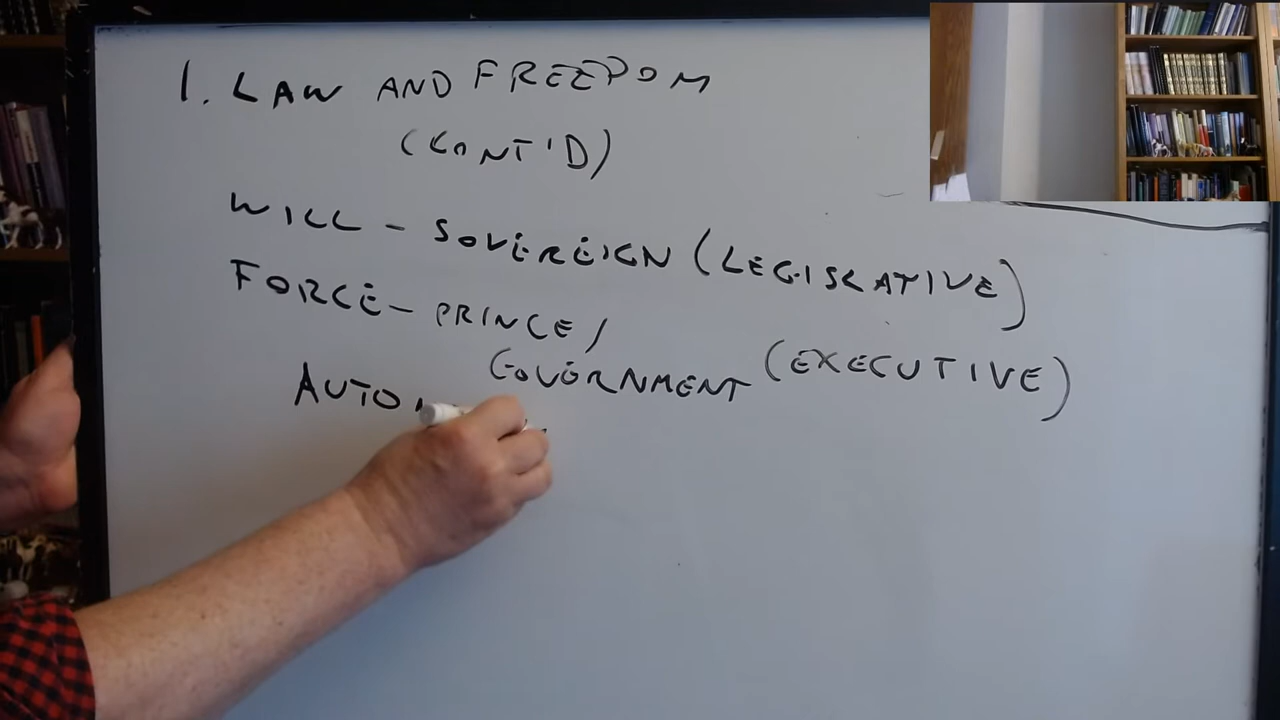 1. LAW AND FREEDOM
(CONT'D)
WILL - SOVEREIGN (LEGISLATIVE)
FORCE - PRINCE/
GOVERNMENT (EXECUTIVE)
AUTO